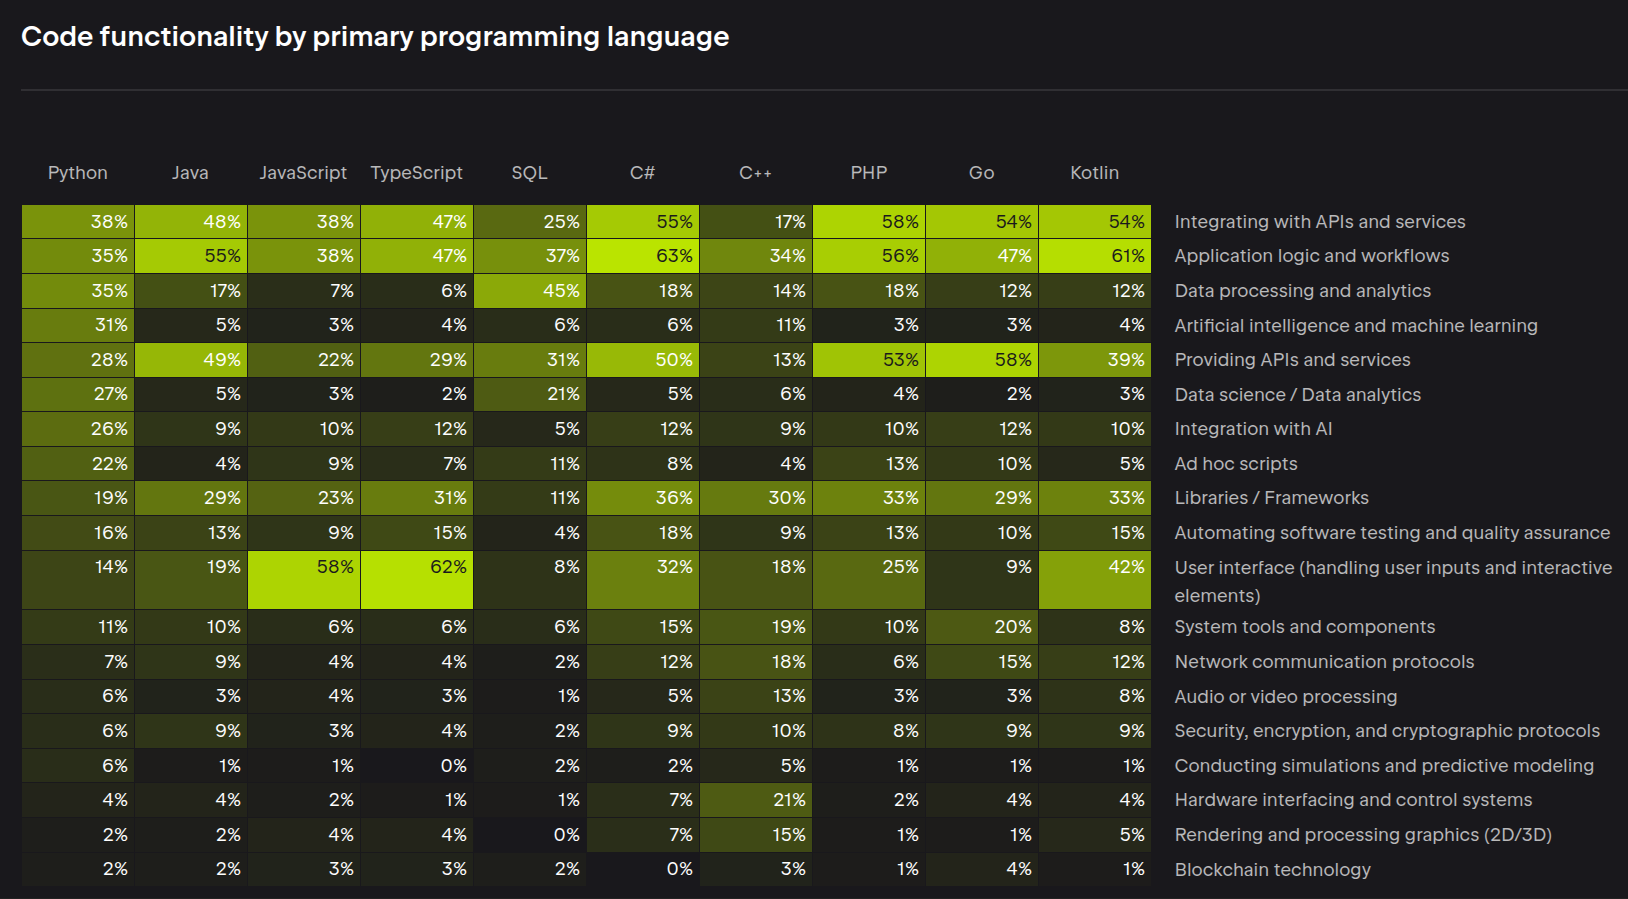 Code functionality by primary programming language
Python Java JavaScript TypeScript SQL C# C++ PHP Go Kotlin
38% 48% 38% 47% 25% 55% 17% 58% 54% 54% Integrating with APIs and services
35% 55% 38% 47% 37% 63% 34% 56% 47% 61% Application logic and workflows
35% 17% 7% 6% 45% 18% 14% 18% 12% 12% Data processing and analytics
31% 5% 3% 4% 6% 6% 11% 3% 3% 4% Artificial intelligence and machine learning
28% 49% 22% 29% 31% 50% 13% 53% 58% 39% Providing APIs and services
27% 5% 3% 2% 21% 5% 6% 4% 2% 3% Data science / Data analytics
26% 9% 10% 12% 5% 12% 9% 10% 12% 10% Integration with AI
22% 4% 9% 7% 11% 8% 4% 13% 10% 5% Ad hoc scripts
19% 29% 23% 31% 11% 36% 30% 33% 29% 33% Libraries / Frameworks
16% 13% 9% 15% 4% 18% 9% 13% 10% 15% Automating software testing and quality assurance
14% 19% 58% 62% 8% 32% 18% 25% 9% 42% User interface (handling user inputs and interactive
elements)
11% 10% 6% 6% 6% 15% 19% 10% 20% 8% System tools and components
7% 9% 4% 4% 2% 12% 18% 6% 15% 12% Network communication protocols
6% 3% 4% 3% 1% 5% 13% 3% 3% 8% Audio or video processing
6% 9% 3% 4% 2% 9% 10% 8% 9% 9% Security, encryption, and cryptographic protocols
6% 1% 1% 0% 2% 2% 5% 1% 1% 1% Conducting simulations and predictive modeling
4% 4% 2% 1% 1% 7% 21% 2% 4% 4% Hardware interfacing and control systems
2% 2% 4% 4% 0% 7% 15% 1% 1% 5% Rendering and processing graphics (2D/3D)
2% 2% 3% 3% 2% 0% 3% 1% 4% 1% Blockchain technology